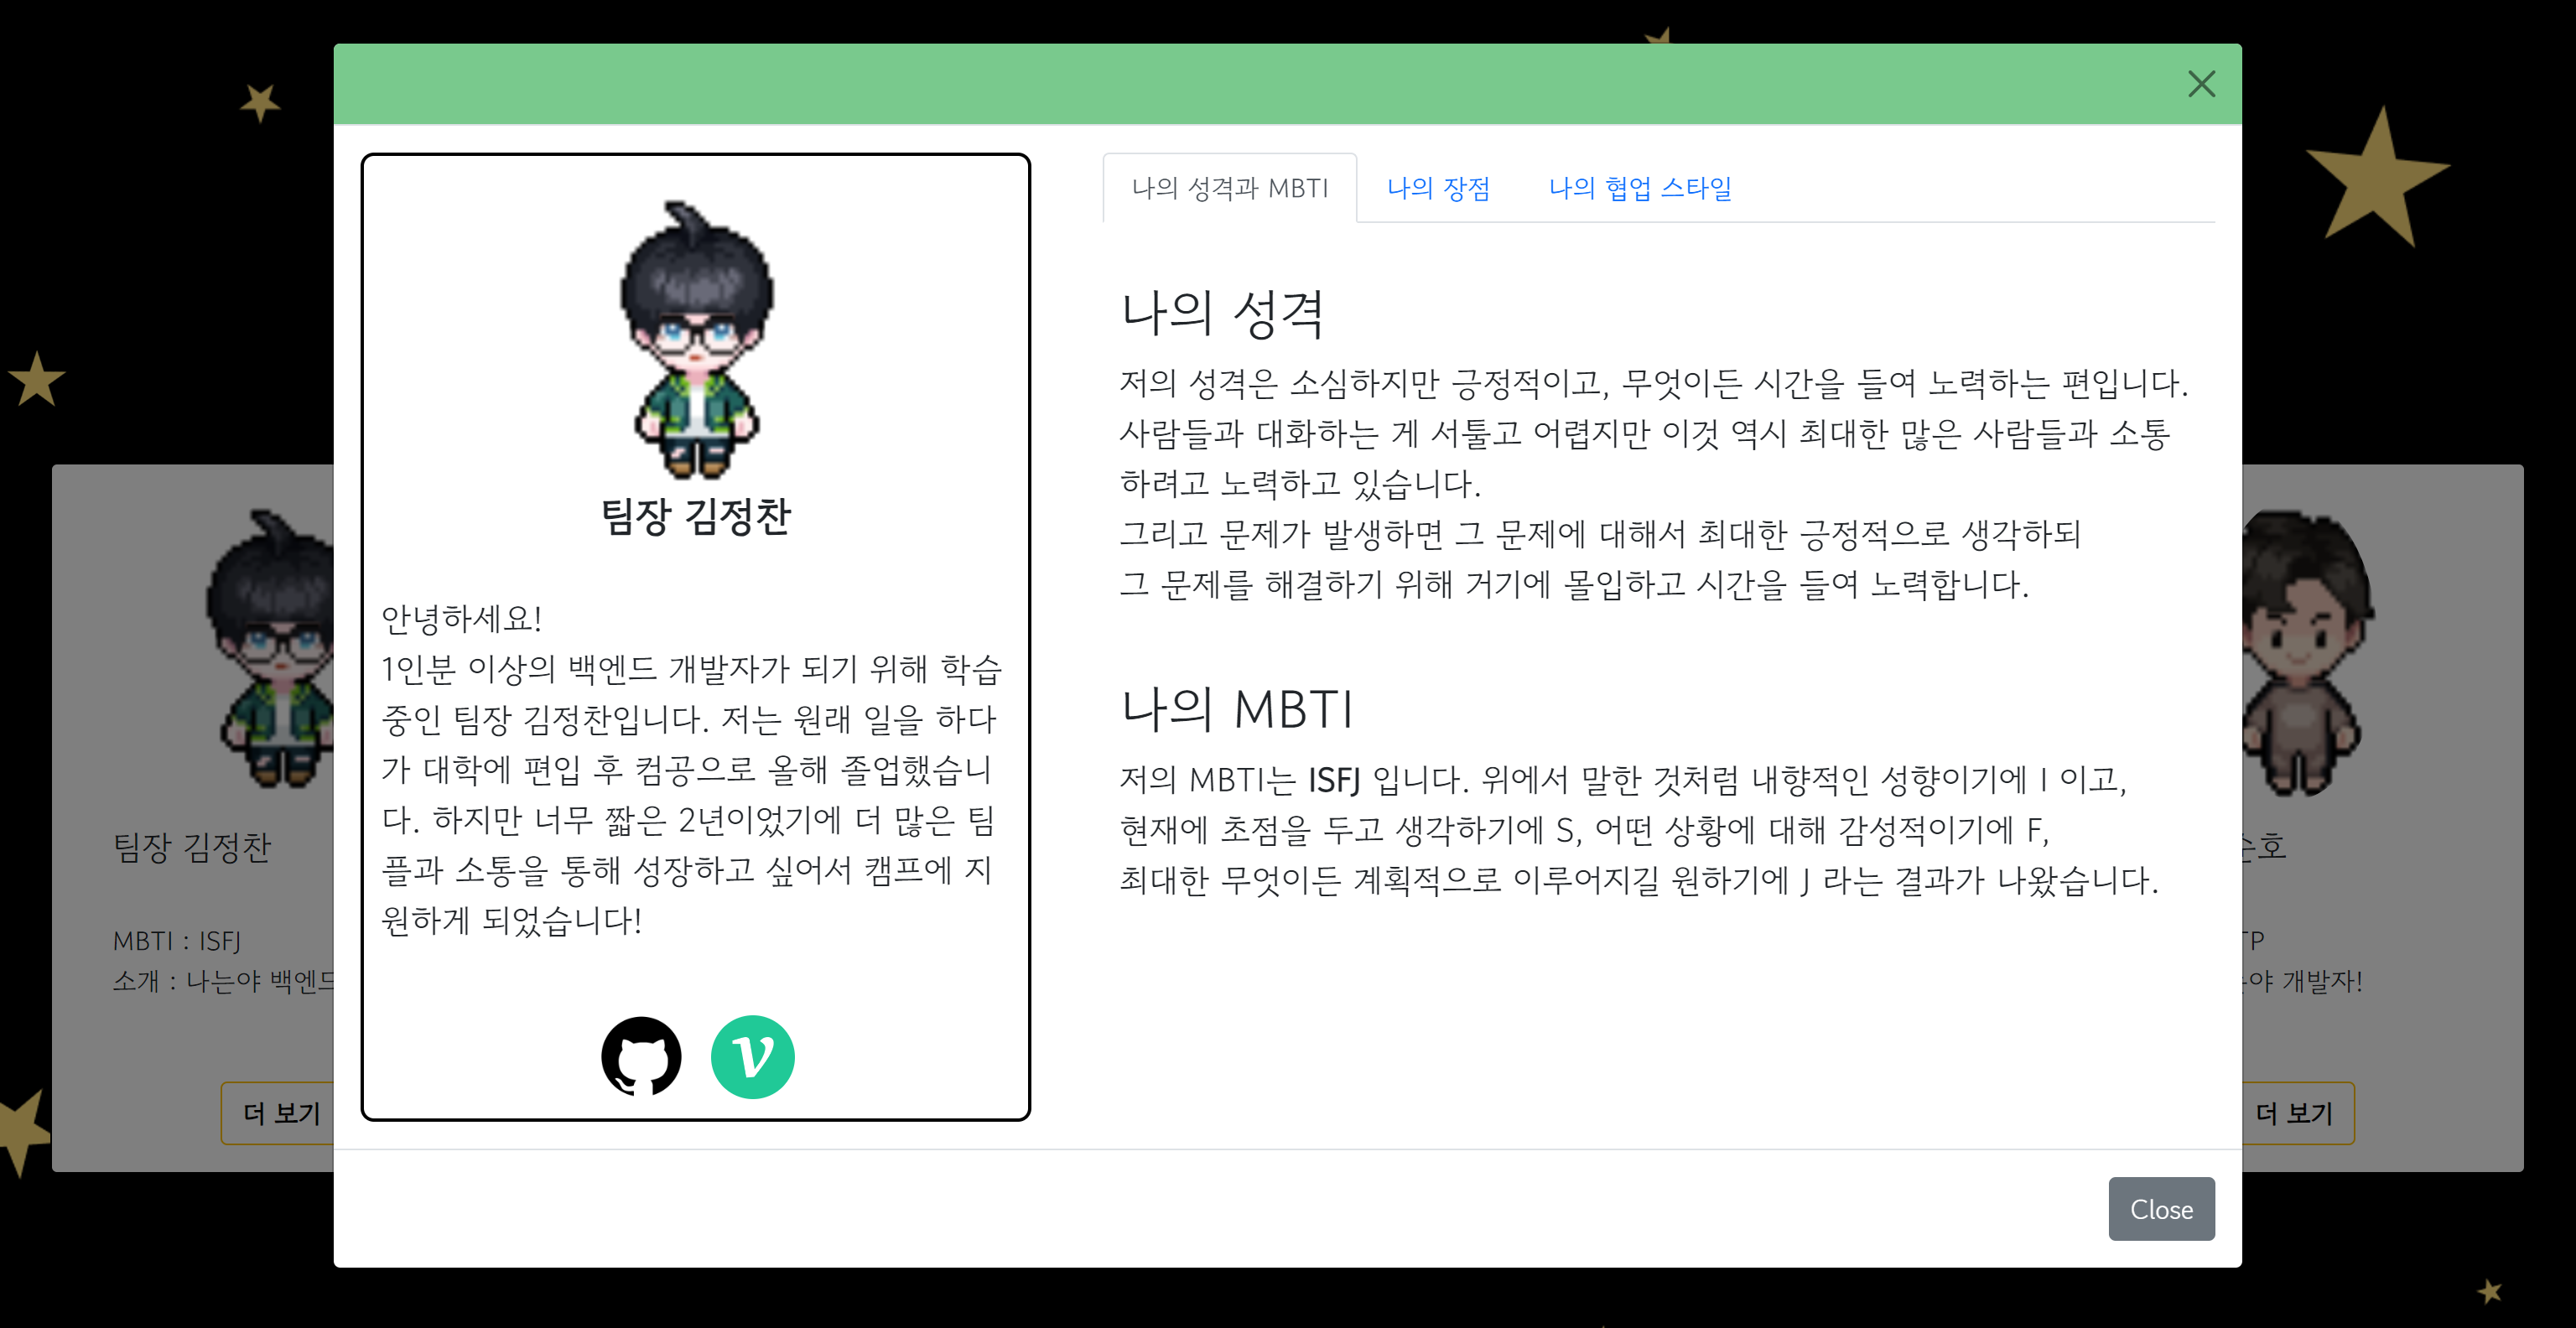 나의 성격과 MBTI
나의 장점
나의 협업 스타일
팀장 김정찬
안녕하세요!
1인분 이상의 백엔드 개발자가 되기 위해 학습
중인 팀장 김정찬입니다. 저는 원래 일을 하다
가 대학에 편입 후 컴공으로 올해 졸업했습니
다. 하지만 너무 짧은 2년이었기에 더 많은 팀
플과 소통을 통해 성장하고 싶어서 캠프에 지
원하게 되었습니다!
v
나의 성격
저의 성격은 소심하지만 긍정적이고, 무엇이든 시간을 들여 노력하는 편입니다.
사람들과 대화하는 게 서툴고 어렵지만 이것 역시 최대한 많은 사람들과 소통
하려고 노력하고 있습니다.
그리고 문제가 발생하면 그 문제에 대해서 최대한 긍정적으로 생각하되
그 문제를 해결하기 위해 거기에 몰입하고 시간을 들여 노력합니다.
나의 MBTI
저의 MBTI는 ISFJ 입니다. 위에서 말한 것처럼 내향적인 성향이기에 I 이고,
현재에 초점을 두고 생각하기에 S, 어떤 상황에 대해 감성적이기에 F,
최대한 무엇이든 계획적으로 이루어지길 원하기에 J 라는 결과가 나왔습니다.
Close
팀장 김정찬
MBTI : ISFJ
소개 : 나는야 백엔드
더 보기
호
TP
야 개발자!
더 보기